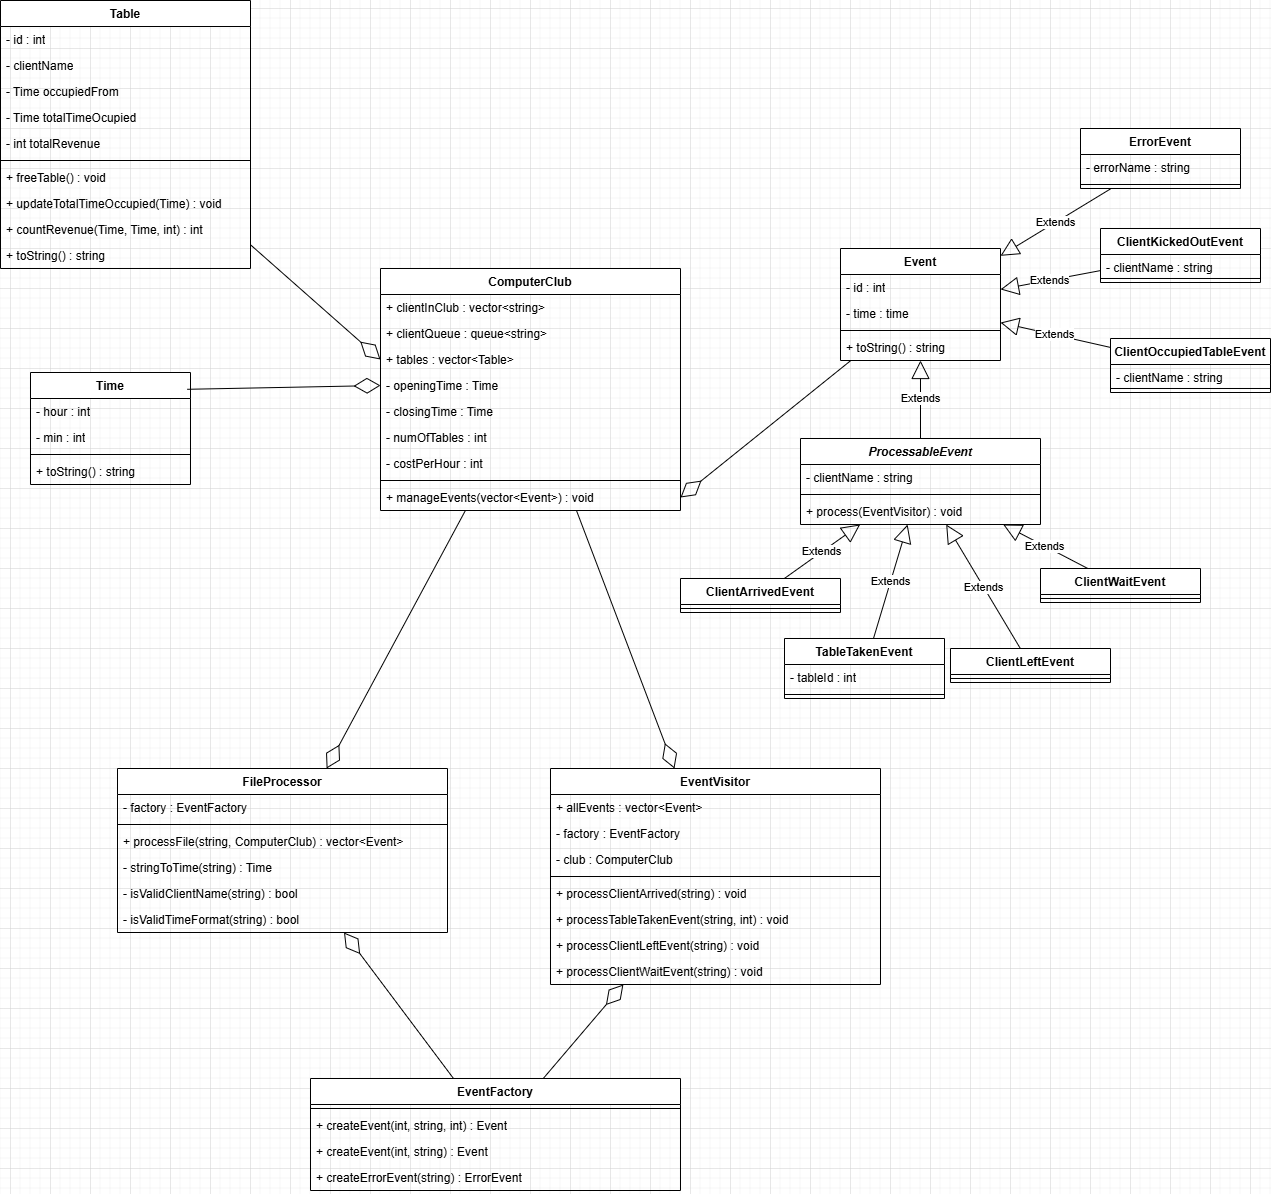 Table
- id : int
- clientName
- Time occupiedFrom
- Time totalTimeOcupied
- int totalRevenue
+ freeTable() : void
+ updateTotalTimeOccupied(Time) : void
+ countRevenue(Time, Time, int) : int
+ toString() : string
ComputerClub
+ clientInClub : vector<string>
+ clientQueue : queue<string>
+ tables : vector<Table>
- openingTime : Time
- closingTime : Time
- numOfTables : int
- costPerHour : int
+ manageEvents(vector<Event>) : void
Time
- hour : int
- min : int
+ toString() : string
ErrorEvent
- errorName : string
Extends
ClientKickedOutEvent
- clientName : string
Extends
Event
- id : int
- time : time
+ toString() : string
Extends
ClientOccupiedTableEvent
- clientName : string
Extends
ProcessableEvent
- clientName : string
+ process(EventVisitor) : void
Extends
Extends
Extends
Extends
ClientArrivedEvent
ClientWaitEvent
TableTakenEvent
- tableId : int
ClientLeftEvent
FileProcessor
- factory : EventFactory
+ processFile(string, ComputerClub) : vector<Event>
- stringToTime(string) : Time
- isValidClientName(string) : bool
- isValidTimeFormat(string) : bool
EventVisitor
+ allEvents : vector<Event>
- factory : EventFactory
- club : ComputerClub
+ processClientArrived(string) : void
+ processTableTakenEvent(string, int) : void
+ processClientLeftEvent(string) : void
+ processClientWaitEvent(string) : void
EventFactory
+ createEvent(int, string, int) : Event
+ createEvent(int, string) : Event
+ createErrorEvent(string) : ErrorEvent